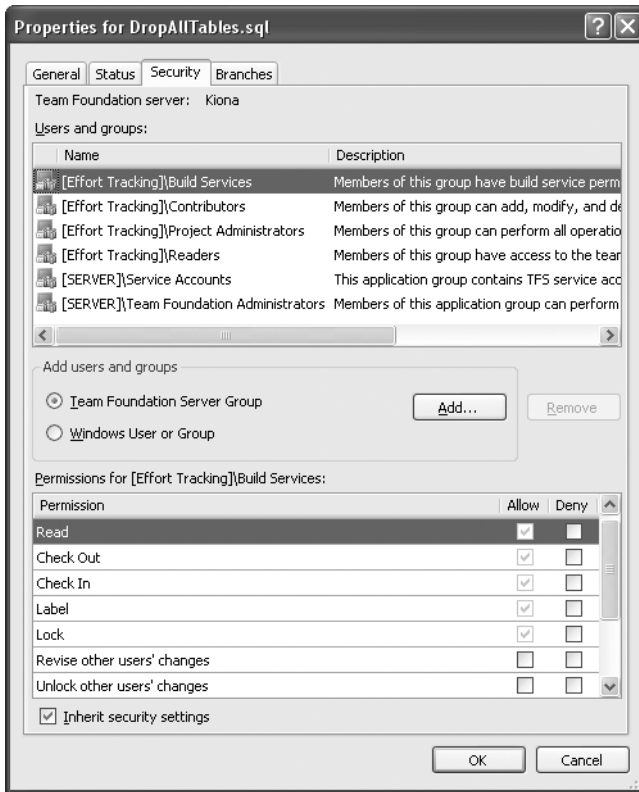 Properties for DropAllTables.sql
General Status Security Branches
Team Foundation server: Kiona
Users and groups:
Name Description
[Effort Tracking]\Build Services Members of this group have build service perm
[Effort Tracking]\Contributors Members of this group can add, modify, and de
[Effort Tracking]\Project Administrators Members of this group can perform all operatio
[Effort Tracking]\Readers Members of this group have access to the tear
[SERVER]\Service Accounts This application group contains TFS service acc
[SERVER]\Team Foundation Administrators Members of this application group can perform
Add users and groups
Team Foundation Server Group
Add... Remove
Windows User or Group
Permissions for [Effort Tracking]\Build Services:
Permission Allow Deny
Read
Check Out
Check In
Label
Lock
Revise other users' changes
Unlock other users' changes
Inherit security settings
OK Cancel